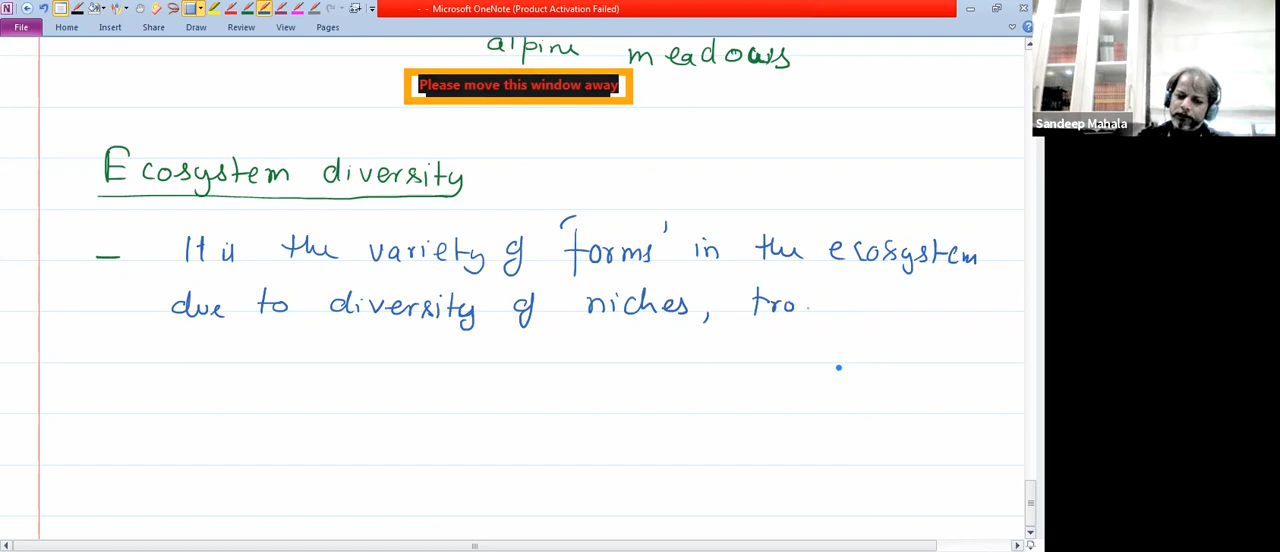 - - Microsoft OneNote (Product Activation Failed)
File Home Insert Share Draw Review View Pages
alpine meadows
Please move this window away
Sandeep Mahala
Ecosystem diversity
– It is the variety of 'forms' in the ecosystem
due to diversity of niches, tro